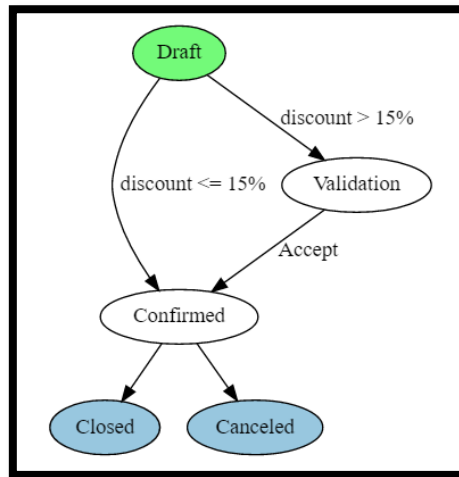 Draft
discount > 15%
discount <= 15%
Validation
Accept
Confirmed
Closed
Canceled